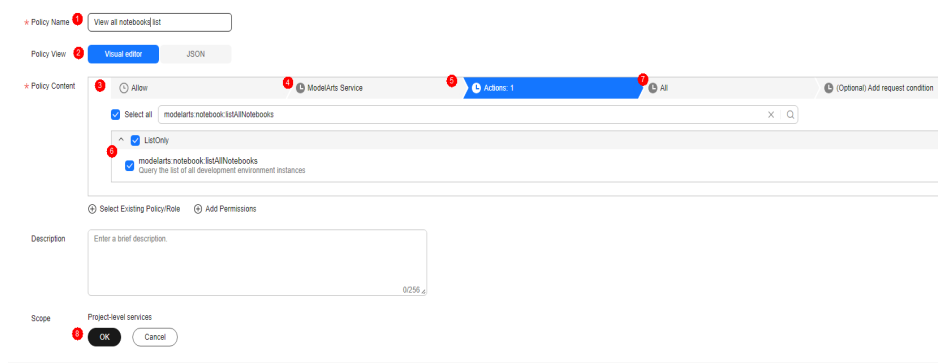 * Policy Name 1 View all notebooks list
Policy View 2 Visual editor JSON
* Policy Content 3 Allow 4 ModelArts Service 5 Actions: 1 7 All (Optional) Add request condition
Select all modelarts:notebook:listAllNotebooks
ListOnly
6 modelarts:notebook:listAllNotebooks
Query the list of all development environment instances
Select Existing Policy/Role Add Permissions
Description Enter a brief description.
0/256
Scope Project-level services
8 OK Cancel